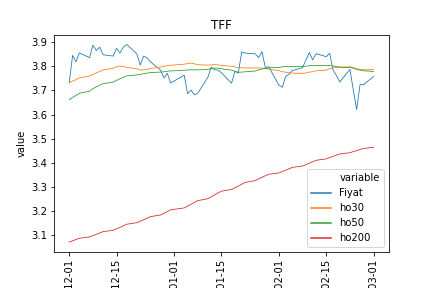 TFF
3.9
3.8
3.7
3.6
3.5
3.4
3.3
3.2
3.1
value
variable
Fiyat
ho30
ho50
ho200
12-01
12-15
01-01
01-15
02-01
02-15
03-01